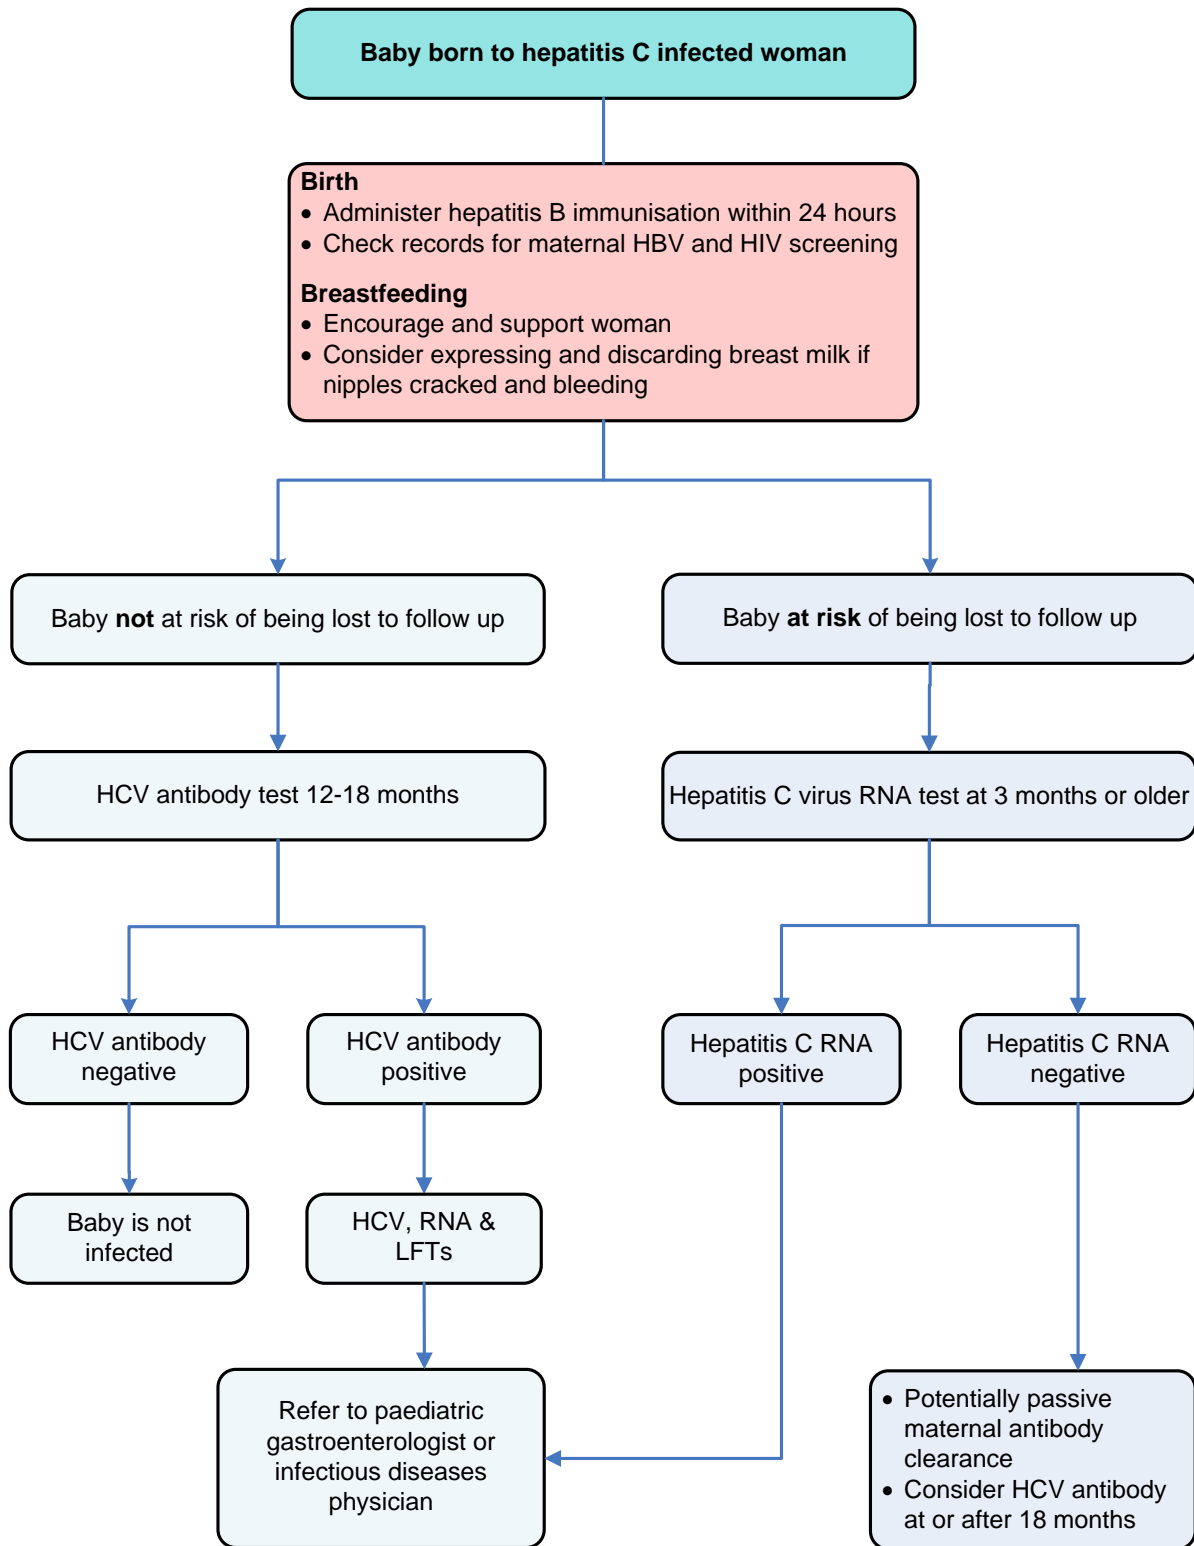 Baby born to hepatitis C infected woman
Birth
• Administer hepatitis B immunisation within 24 hours
• Check records for maternal HBV and HIV screening
Breastfeeding
• Encourage and support woman
• Consider expressing and discarding breast milk if
nipples cracked and bleeding
Baby not at risk of being lost to follow up
Baby at risk of being lost to follow up
HCV antibody test 12-18 months
Hepatitis C virus RNA test at 3 months or older
HCV antibody
negative
HCV antibody
positive
Hepatitis C RNA
positive
Hepatitis C RNA
negative
Baby is not
infected
HCV, RNA &
LFTs
Refer to paediatric
gastroenterologist or
infectious diseases
physician
• Potentially passive
maternal antibody
clearance
• Consider HCV antibody
at or after 18 months